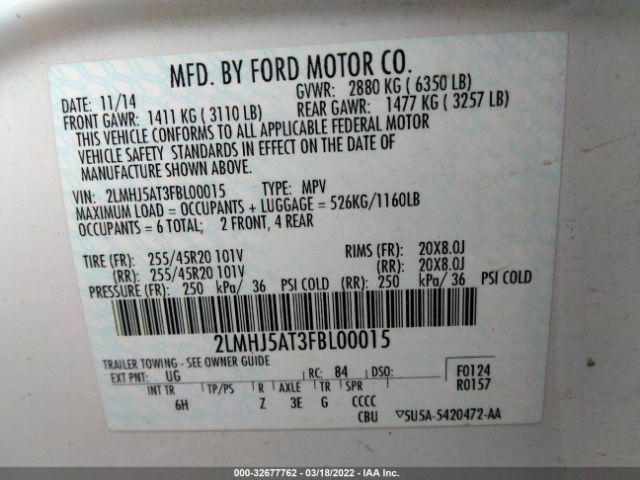 MFD. BY FORD MOTOR CO.
DATE: 11/14 GVWR: 2880 KG ( 6350 LB)
FRONT GAWR: 1411 KG ( 3110 LB) REAR GAWR: 1477 KG ( 3257 LB)
THIS VEHICLE CONFORMS TO ALL APPLICABLE FEDERAL MOTOR
VEHICLE SAFETY STANDARDS IN EFFECT ON THE DATE OF
MANUFACTURE SHOWN ABOVE.
VIN: 2LMHJ5AT3FBL00015 TYPE: MPV
MAXIMUM LOAD = OCCUPANTS + LUGGAGE = 526KG/1160LB
OCCUPANTS = 6 TOTAL; 2 FRONT, 4 REAR
TIRE (FR): 255/45R20 101V RIMS (FR): 20X8.0J
(RR): 255/45R20 101V (RR): 20X8.0J
PRESSURE (FR): 250 kPa/ 36 PSI COLD (RR): 250 kPa/ 36 PSI COLD
2LMHJ5AT3FBL00015
TRAILER TOWING - SEE OWNER GUIDE
EXT PNT: UG RC: 84 DSO: F0124
R0157
INT TR TP/PS R AXLE TR SPR
6H Z 3E G CCCC
CBU ▽5U5A-5420472-AA
000-32677762 - 03/18/2022 - IAA Inc.